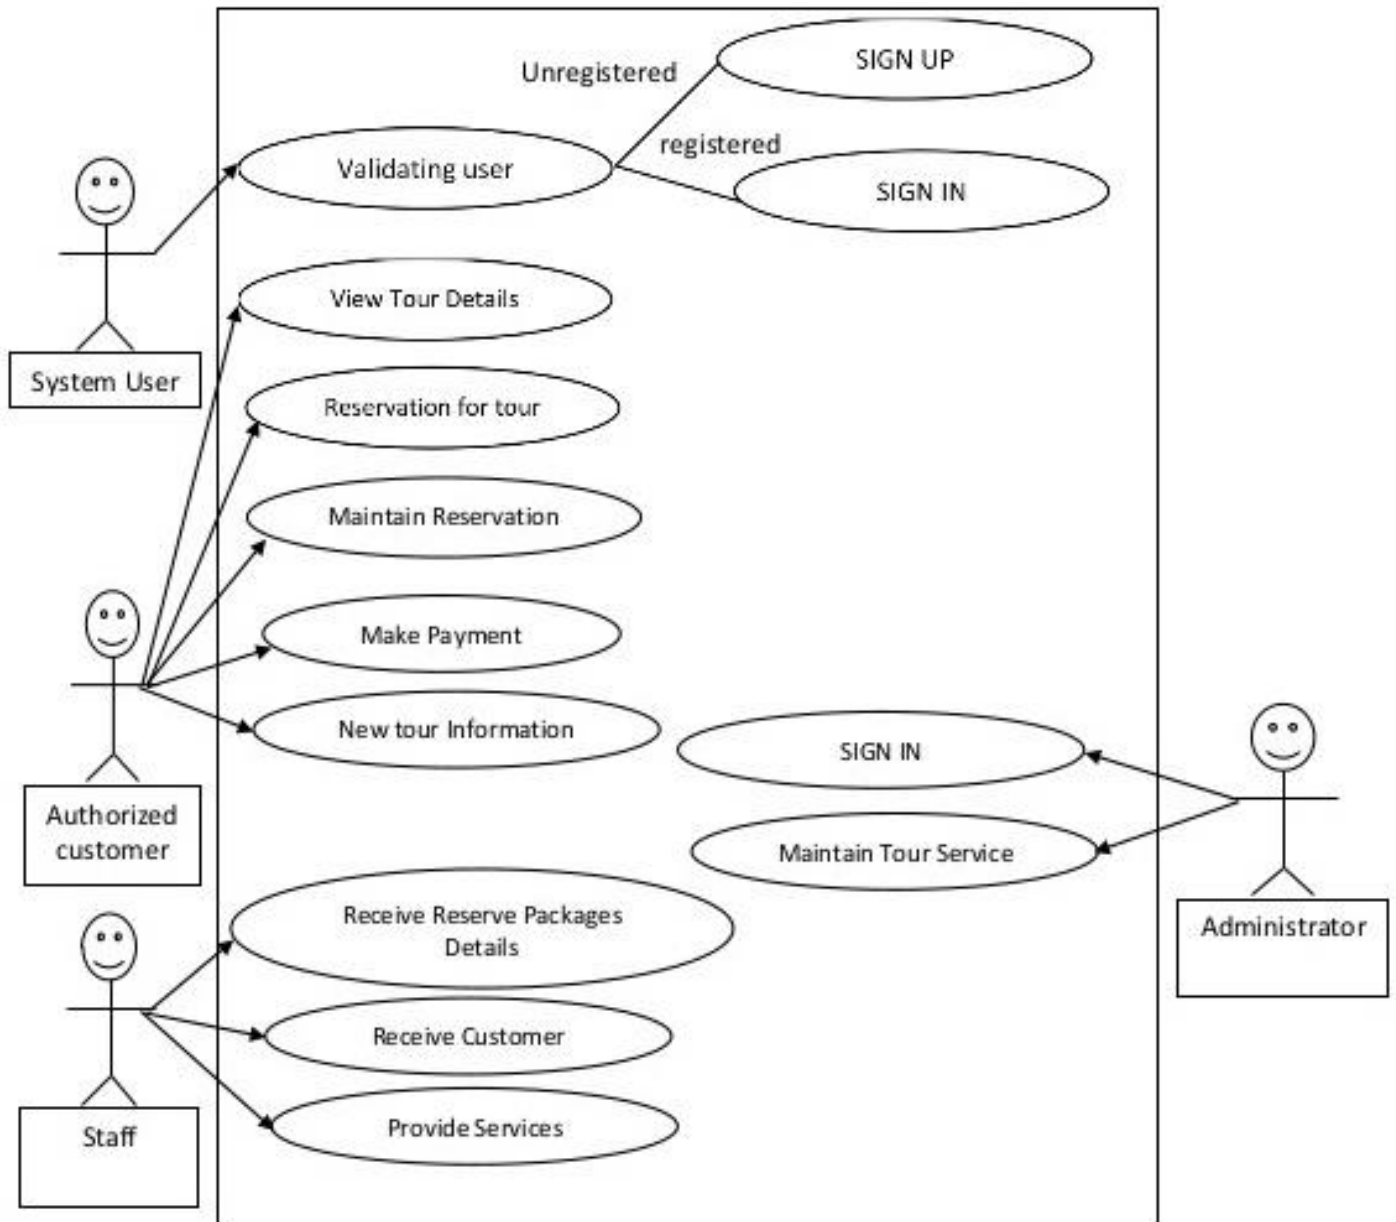 SIGN UP
Unregistered
registered
Validating user
SIGN IN
View Tour Details
System User
Reservation for tour
Maintain Reservation
Make Payment
New tour Information
SIGN IN
Authorized
customer
Maintain Tour Service
Receive Reserve Packages
Details
Administrator
Receive Customer
Provide Services
Staff